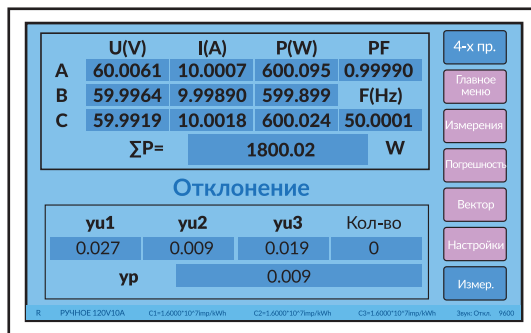 U(V) I(A) P(W) PF
A 60.0061 10.0007 600.095 0.99990
B 59.9964 9.99890 599.899 F(Hz)
C 59.9919 10.0018 600.024 50.0001
∑P= 1800.02 W
Отклонение
yu1 yu2 yu3 Кол-во
0.027 0.009 0.019 0
yp 0.009
4-х пр.
Главное
меню
Измерения
Погрешность
Вектор
Настройки
Измер.
R РУЧНОЕ 120V10A C1=1.6000*10^7imp/kWh C2=1.6000*10^7imp/kWh C3=1.6000*10^7imp/kWh Звук: Откл. 9600